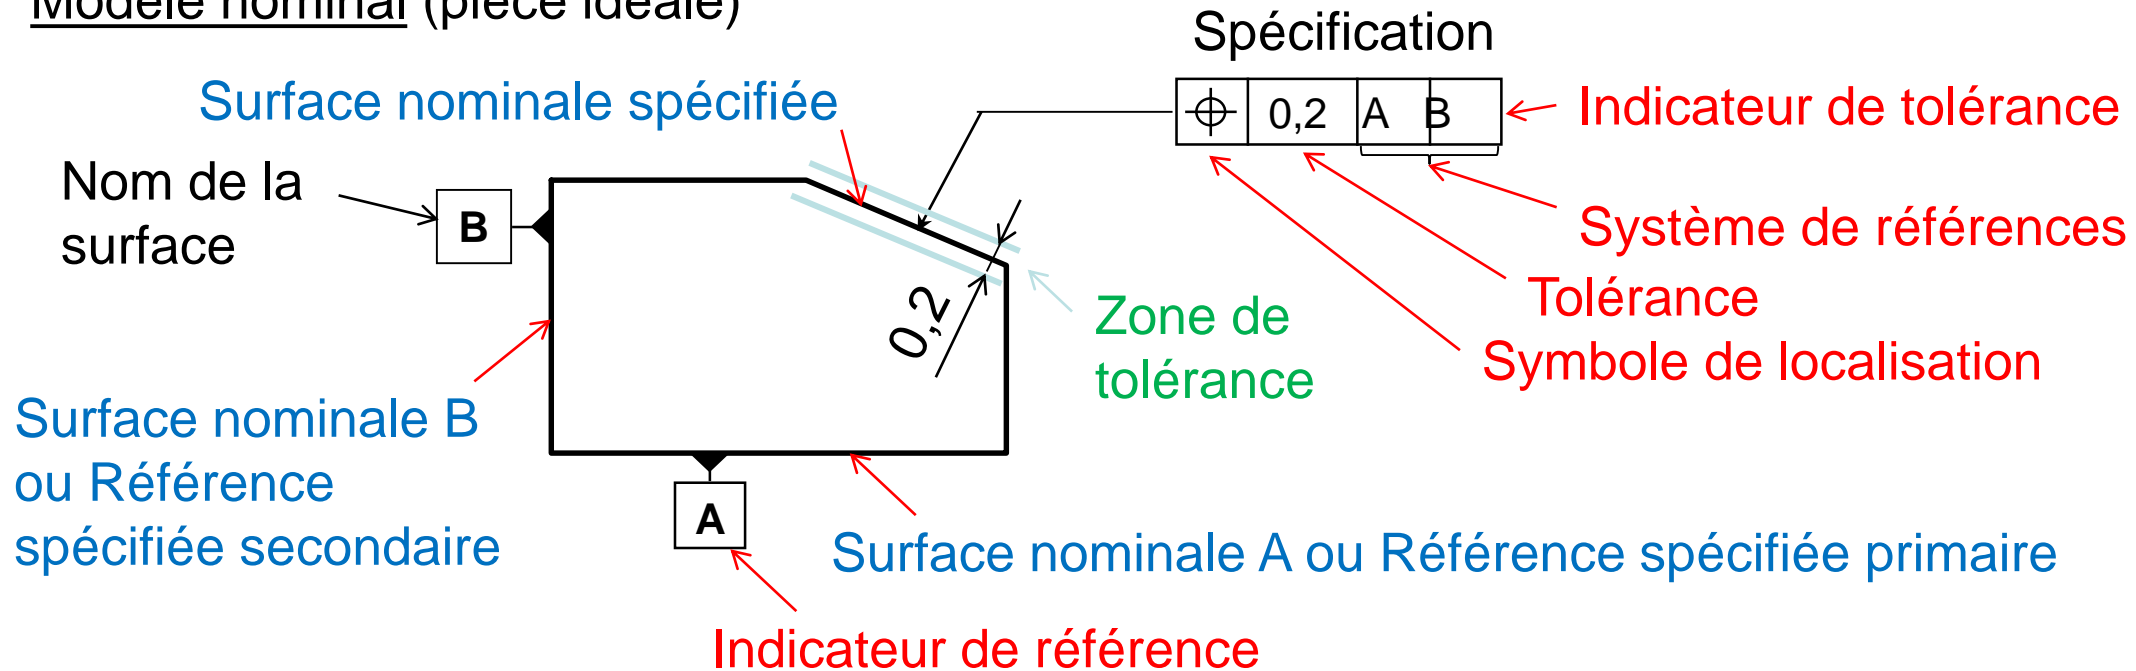 Modèle nominal (pièce idéale)
Spécification
Surface nominale spécifiée
0,2 A B
Indicateur de tolérance
Nom de la
surface
B
Système de références
Tolérance
Symbole de localisation
0,2
Zone de
tolérance
Surface nominale B
ou Référence
spécifiée secondaire
A
Surface nominale A ou Référence spécifiée primaire
Indicateur de référence